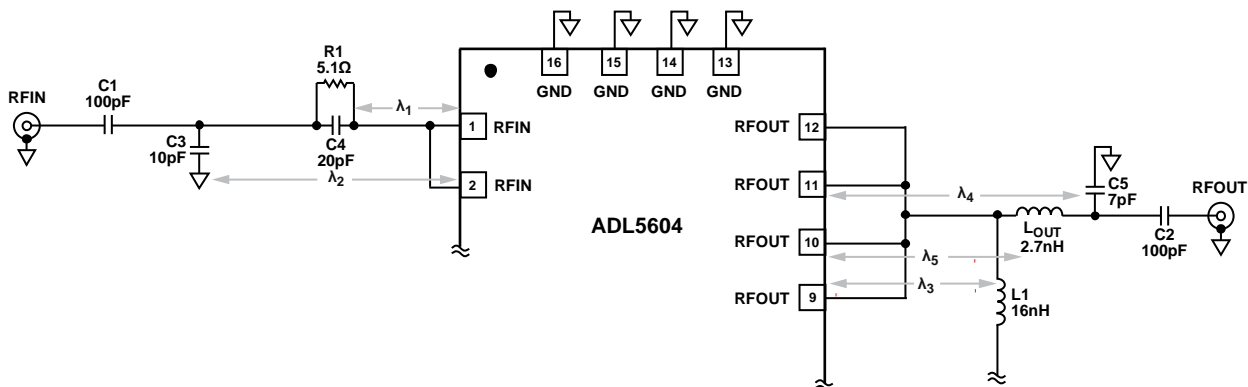 16
15
14
13
GND
GND
GND
GND
R1
5.1Ω
C1
100pF
RFIN
λ1
1
RFIN
C3
10pF
C4
20pF
λ2
2
RFIN
ADL5604
RFOUT
12
RFOUT
11
λ4
C5
7pF
RFOUT
LOUT
2.7nH
C2
100pF
RFOUT
10
λ5
RFOUT
9
λ3
L1
16nH